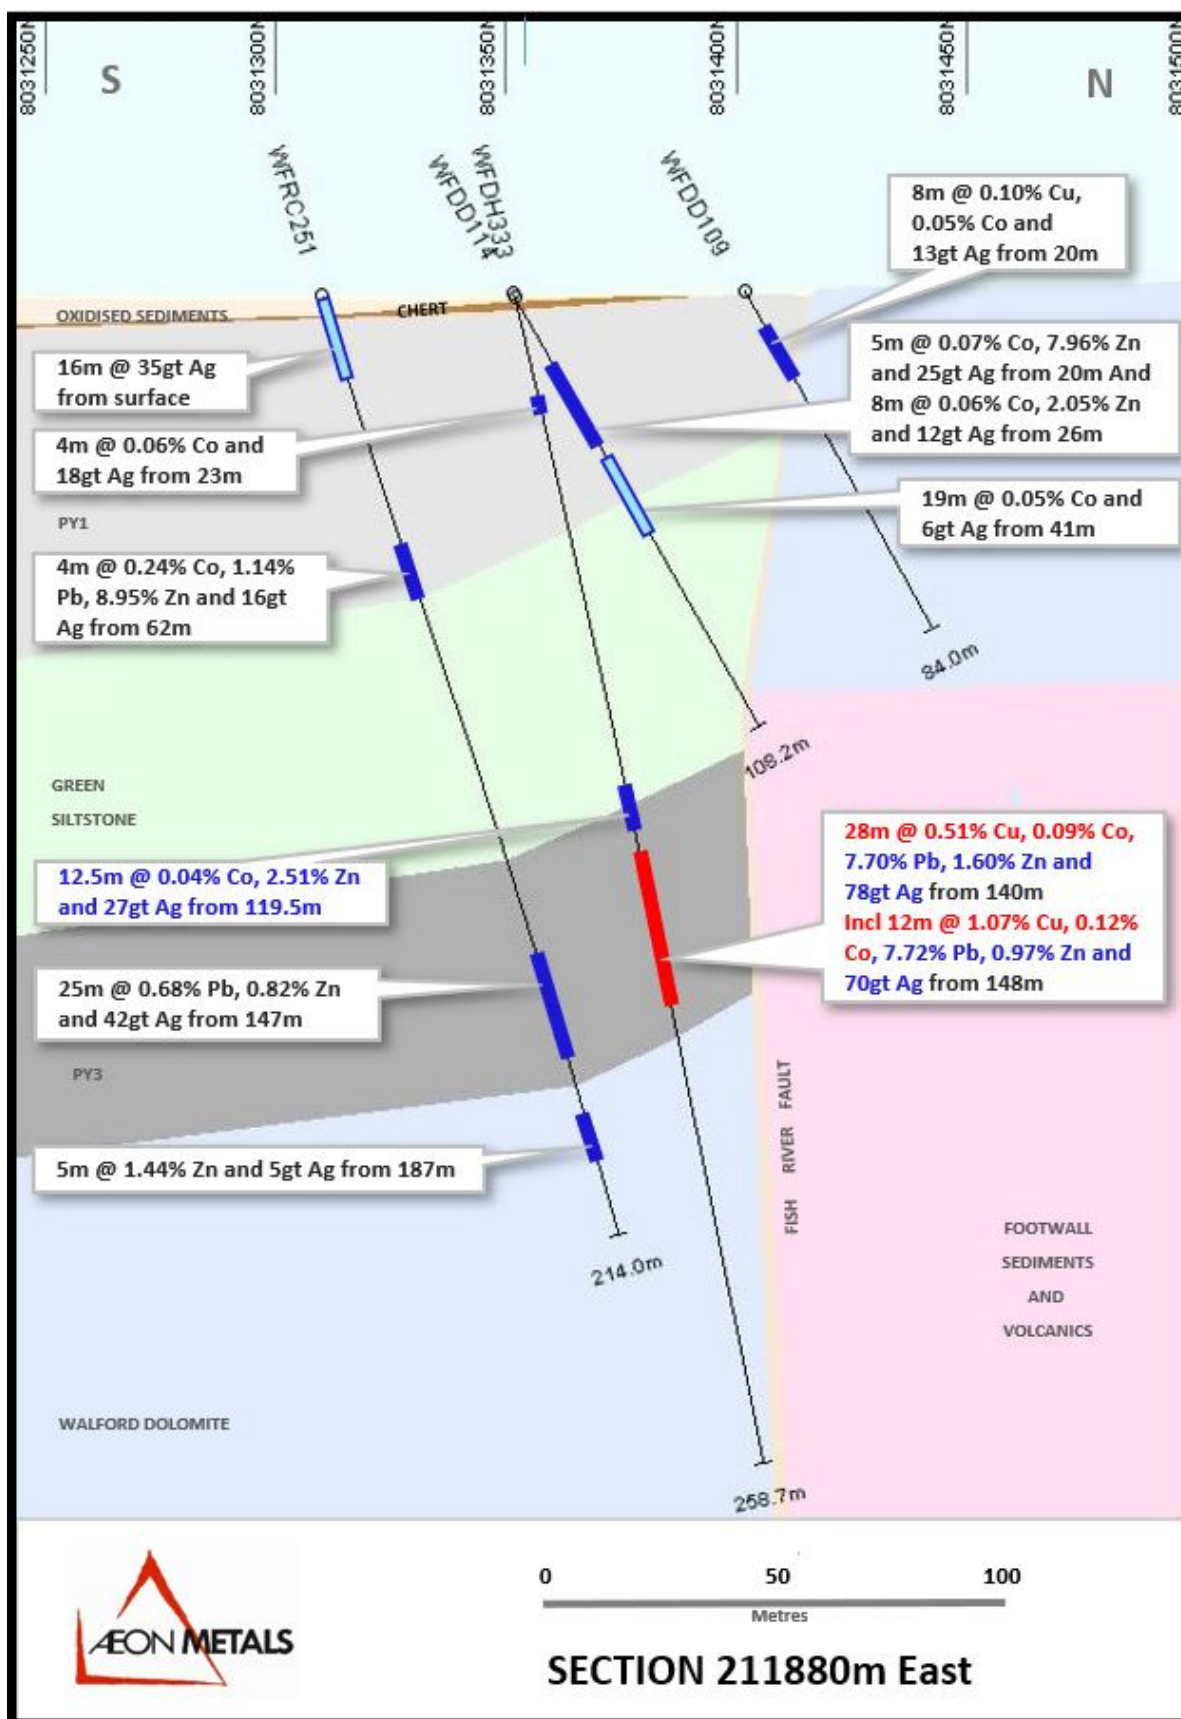 8031250N
8031300N
8031350N
8031400N
8031450N
8031500N
S
N
WFRC251
WFDD114
WFDH333
WFDD109
8m @ 0.10% Cu,
0.05% Co and
13gt Ag from 20m
OXIDISED SEDIMENTS
CHERT
16m @ 35gt Ag
from surface
5m @ 0.07% Co, 7.96% Zn
and 25gt Ag from 20m And
8m @ 0.06% Co, 2.05% Zn
and 12gt Ag from 26m
4m @ 0.06% Co and
18gt Ag from 23m
19m @ 0.05% Co and
6gt Ag from 41m
PY1
4m @ 0.24% Co, 1.14%
Pb, 8.95% Zn and 16gt
Ag from 62m
84.0m
108.2m
GREEN
SILTSTONE
28m @ 0.51% Cu, 0.09% Co,
7.70% Pb, 1.60% Zn and
78gt Ag from 140m
Incl 12m @ 1.07% Cu, 0.12%
Co, 7.72% Pb, 0.97% Zn and
70gt Ag from 148m
12.5m @ 0.04% Co, 2.51% Zn
and 27gt Ag from 119.5m
25m @ 0.68% Pb, 0.82% Zn
and 42gt Ag from 147m
PY3
FISH RIVER FAULT
5m @ 1.44% Zn and 5gt Ag from 187m
214.0m
FOOTWALL
SEDIMENTS
AND
VOLCANICS
WALFORD DOLOMITE
258.7m
ÆON METALS
0 50 100
Metres
SECTION 211880m East